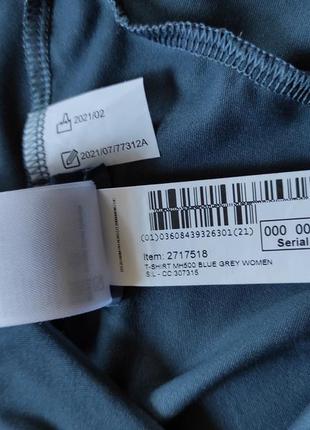 2021/02
2021/07/77312A
(01)03608439326301(21)
000 00
Serial
Item: 2717518
T-SHIRT MH500 BLUE GREY WOMEN
S:L - CC:307315